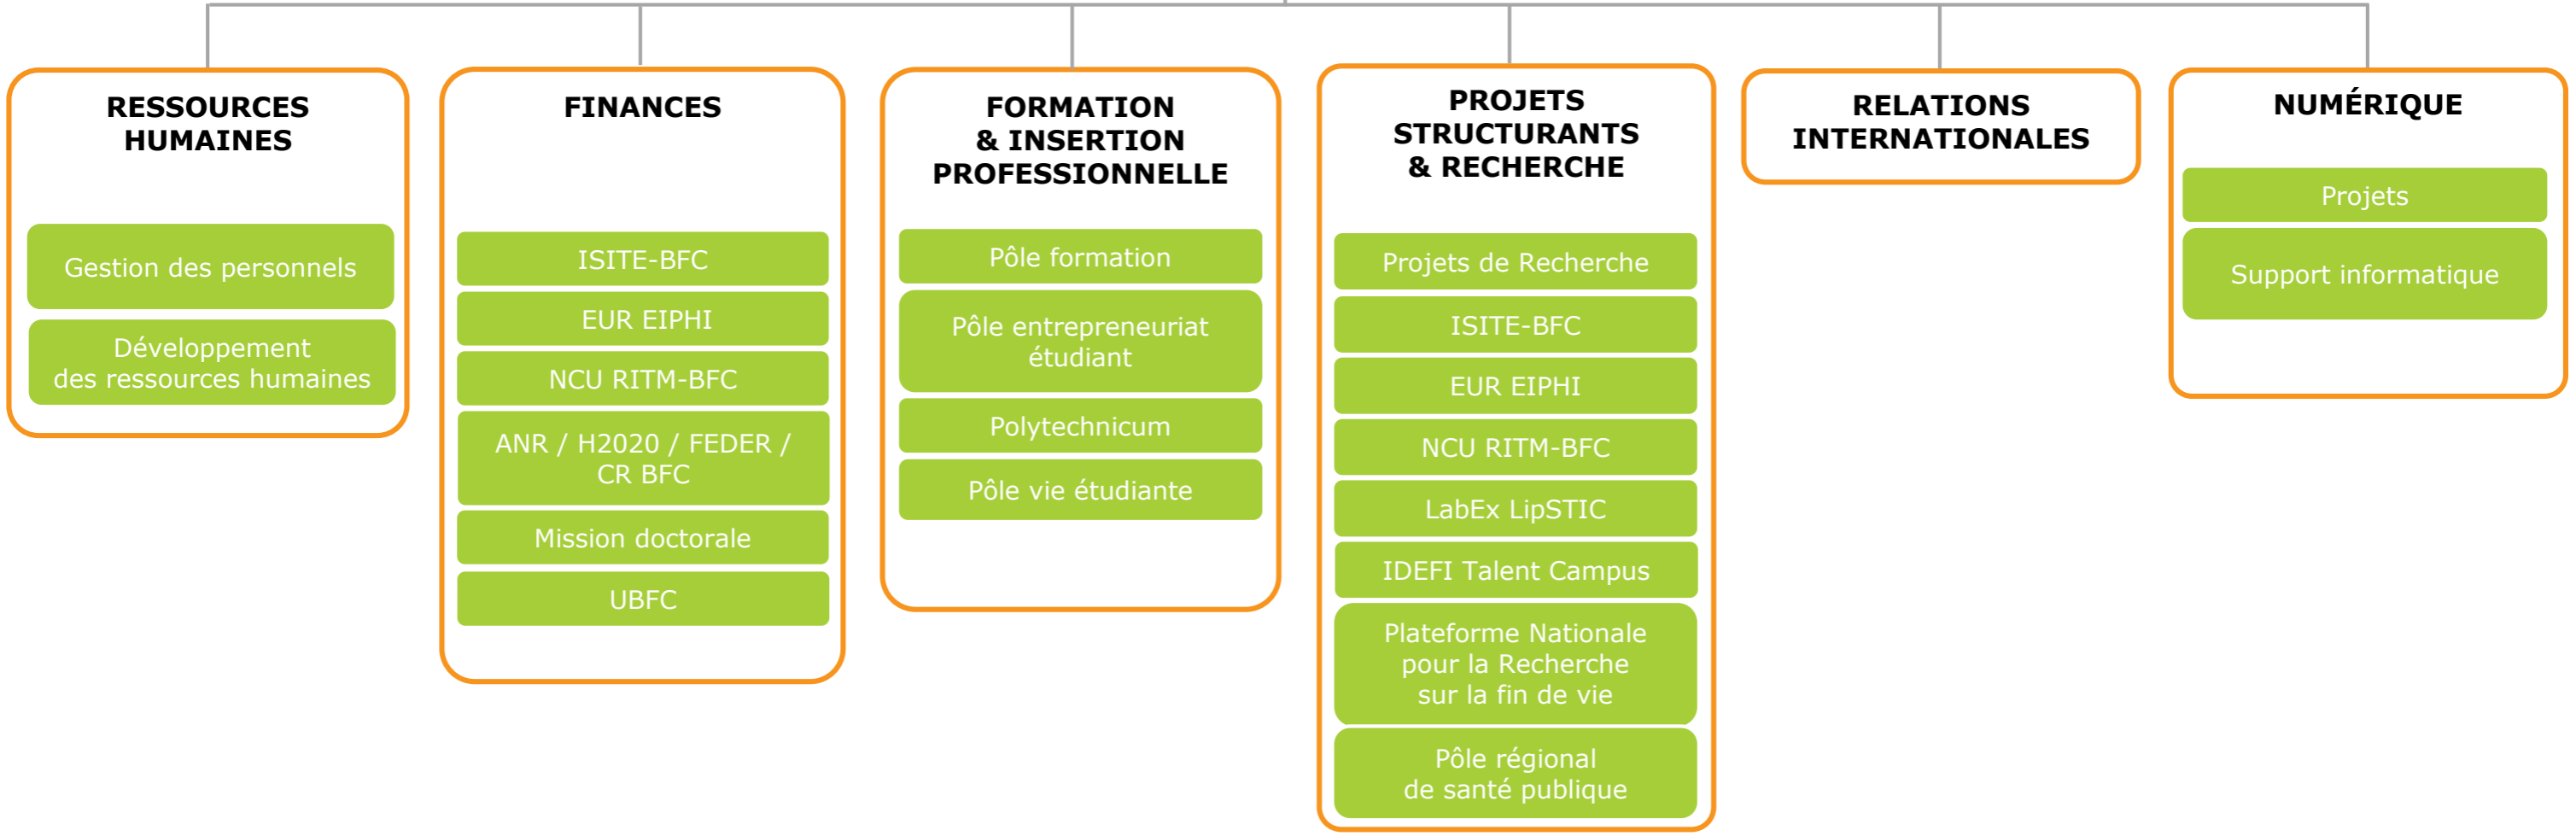 RESSOURCES
HUMAINES
Gestion des personnels
Développement
des ressources humaines
FINANCES
ISITE-BFC
EUR EIPHI
NCU RITM-BFC
ANR / H2020 / FEDER /
CR BFC
Mission doctorale
UBFC
FORMATION
& INSERTION
PROFESSIONNELLE
Pôle formation
Pôle entrepreneuriat
étudiant
Polytechnicum
Pôle vie étudiante
PROJETS
STRUCTURANTS
& RECHERCHE
Projets de Recherche
ISITE-BFC
EUR EIPHI
NCU RITM-BFC
LabEx LipSTIC
IDEFI Talent Campus
Plateforme Nationale
pour la Recherche
sur la fin de vie
Pôle régional
de santé publique
RELATIONS
INTERNATIONALES
NUMÉRIQUE
Projets
Support informatique